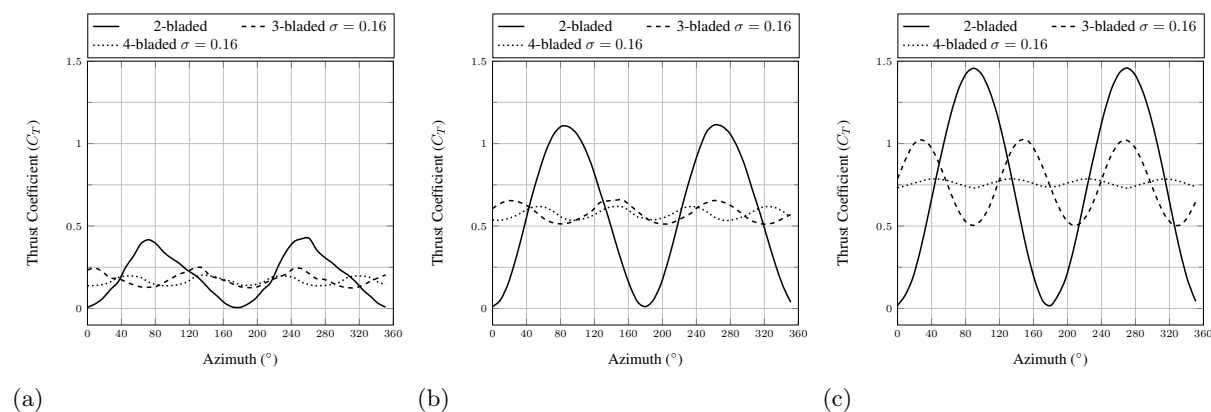 2-bladed 3-bladed σ = 0.16
4-bladed σ = 0.16
1.5
1
0.5
0
Thrust Coefficient (C_T)
0 40 80 120 160 200 240 280 320 360
Azimuth (°)
(a)
2-bladed 3-bladed σ = 0.16
4-bladed σ = 0.16
1.5
1
0.5
0
Thrust Coefficient (C_T)
0 40 80 120 160 200 240 280 320 360
Azimuth (°)
(b)
2-bladed 3-bladed σ = 0.16
4-bladed σ = 0.16
1.5
1
0.5
0
Thrust Coefficient (C_T)
0 40 80 120 160 200 240 280 320 360
Azimuth (°)
(c)